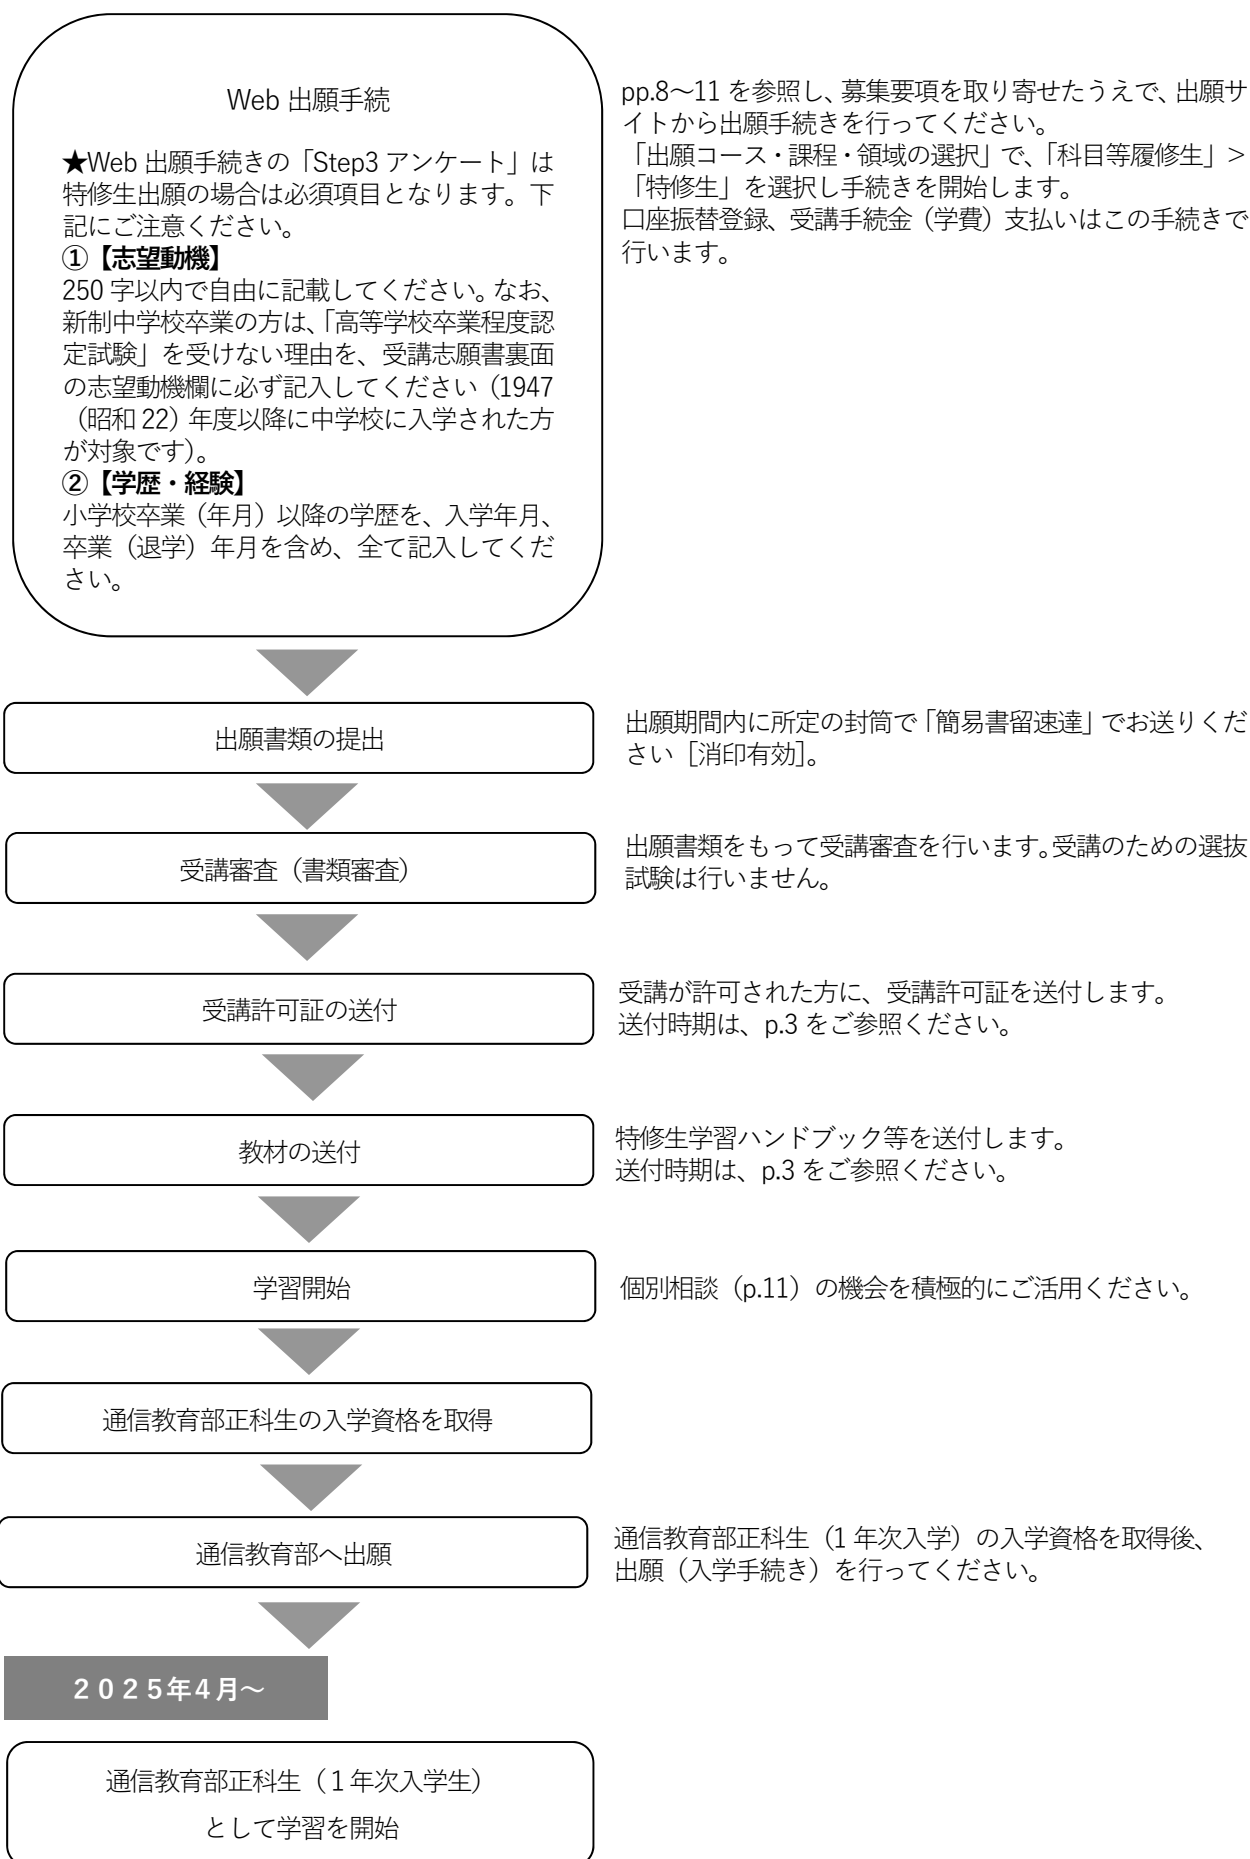 Web 出願手続
★Web 出願手続きの「Step3 アンケート」は
特修生出願の場合は必須項目となります。下
記にご注意ください。
①【志望動機】
250 字以内で自由に記載してください。なお、
新制中学校卒業の方は、「高等学校卒業程度認
定試験」を受けない理由を、受講志願書裏面
の志望動機欄に必ず記入してください（1947
（昭和 22）年度以降に中学校に入学された方
が対象です）。
②【学歴・経験】
小学校卒業（年月）以降の学歴を、入学年月、
卒業（退学）年月を含め、全て記入してくだ
さい。
pp.8～11 を参照し、募集要項を取り寄せたうえで、出願サ
イトから出願手続きを行ってください。
「出願コース・課程・領域の選択」で、「科目等履修生」＞
「特修生」を選択し手続きを開始します。
口座振替登録、受講手続金（学費）支払いはこの手続きで
行います。
出願書類の提出
出願期間内に所定の封筒で「簡易書留速達」でお送りくだ
さい［消印有効］。
受講審査（書類審査）
出願書類をもって受講審査を行います。受講のための選抜
試験は行いません。
受講許可証の送付
受講が許可された方に、受講許可証を送付します。
送付時期は、p.3 をご参照ください。
教材の送付
特修生学習ハンドブック等を送付します。
送付時期は、p.3 をご参照ください。
学習開始
個別相談（p.11）の機会を積極的にご活用ください。
通信教育部正科生の入学資格を取得
通信教育部へ出願
通信教育部正科生（1 年次入学）の入学資格を取得後、
出願（入学手続き）を行ってください。
２０２５年４月～
通信教育部正科生（１年次入学生）
として学習を開始